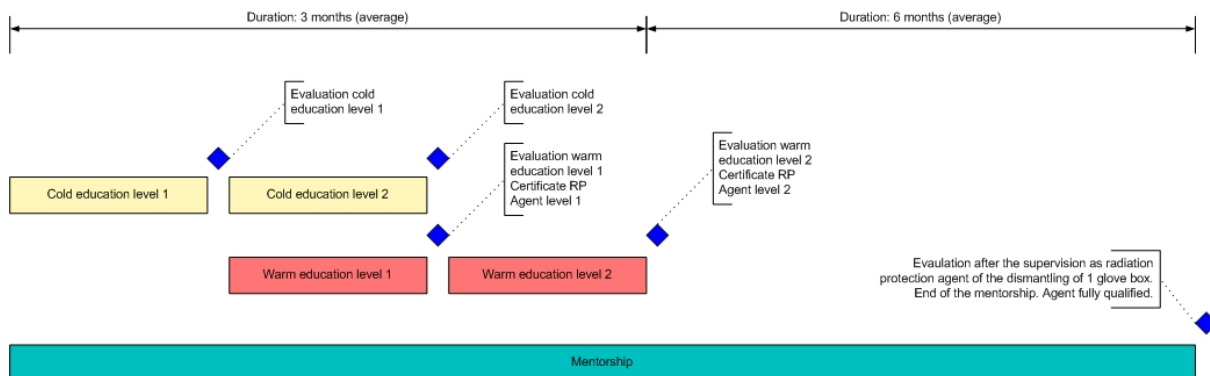 Duration: 3 months (average)
Duration: 6 months (average)
Evaluation cold
education level 1
Evaluation cold
education level 2
Evaluation warm
education level 1
Certificate RP
Agent level 1
Evaluation warm
education level 2
Certificate RP
Agent level 2
Cold education level 1
Cold education level 2
Warm education level 1
Warm education level 2
Evaulation after the supervision as radiation
protection agent of the dismantling of 1 glove box.
End of the mentorship. Agent fully qualified.
Mentorship